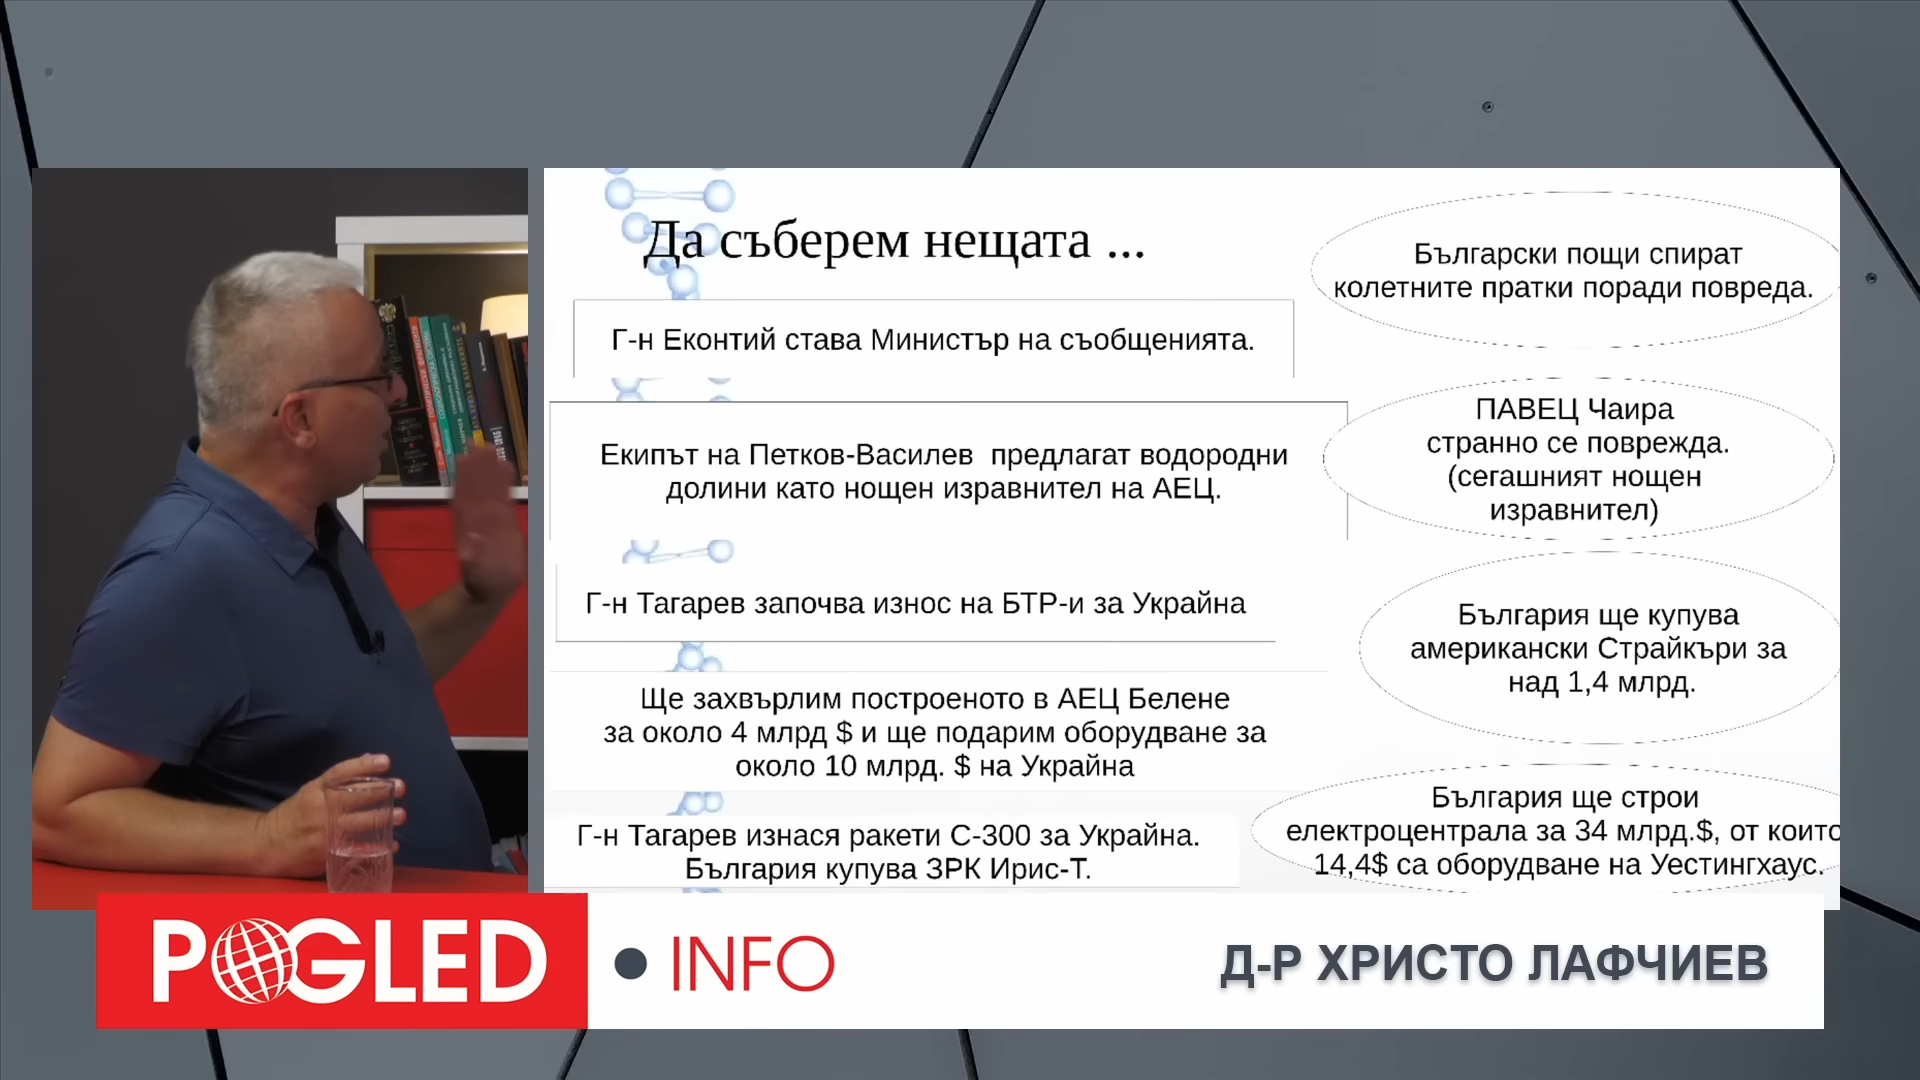 Да съберем нещата ...
Г-н Еконтий става Министър на съобщенията.
Български пощи спират
колетните пратки поради повреда.
Екипът на Петков-Василев предлагат водородни
долини като нощен изравнител на АЕЦ.
ПАВЕЦ Чаира
странно се поврежда.
(сегашният нощен
изравнител)
Г-н Тагарев започва износ на БТР-и за Украйна
България ще купува
американски Страйкъри за
над 1,4 млрд.
Ще захвърлим построеното в АЕЦ Белене
за около 4 млрд $ и ще подарим оборудване за
около 10 млрд. $ на Украйна
България ще строи
електроцентрала за 34 млрд.$, от които
14,4$ са оборудване на Уестингхаус.
Г-н Тагарев изнася ракети С-300 за Украйна.
България купува ЗРК Ирис-Т.
POGLED • INFO
Д-Р ХРИСТО ЛАФЧИЕВ